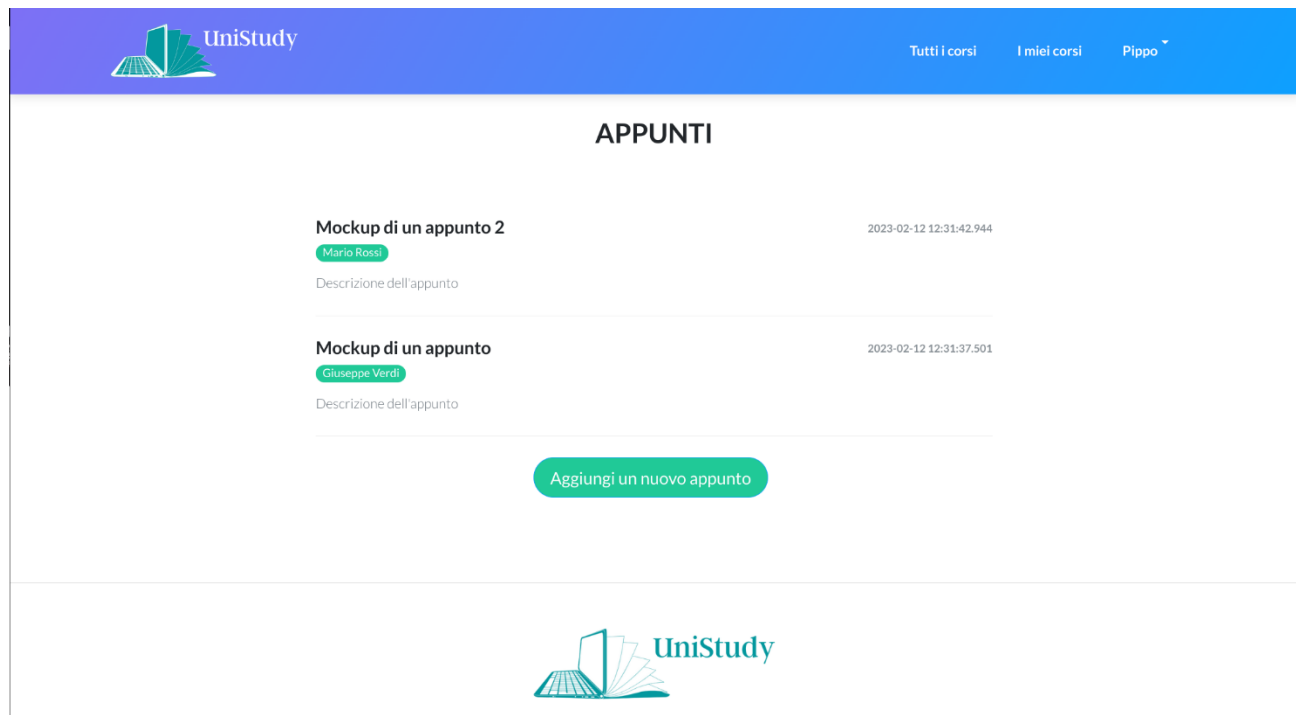 UniStudy
Tutti i corsi I miei corsi Pippo
APPUNTI
Mockup di un appunto 2 2023-02-12 12:31:42.944
Mario Rossi
Descrizione dell'appunto
Mockup di un appunto 2023-02-12 12:31:37.501
Giuseppe Verdi
Descrizione dell'appunto
Aggiungi un nuovo appunto
UniStudy